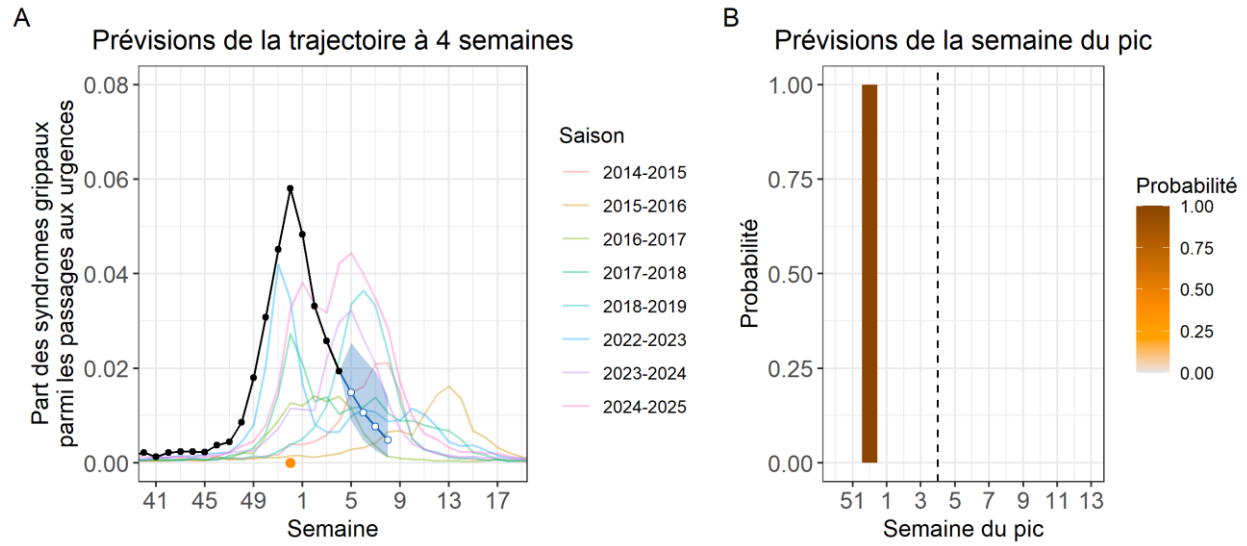 A
Prévisions de la trajectoire à 4 semaines
Part des syndromes grippaux
parmi les passages aux urgences
0.08
0.06
0.04
0.02
0.00
41 45 49 1 5 9 13 17
Semaine
Saison
2014-2015
2015-2016
2016-2017
2017-2018
2018-2019
2022-2023
2023-2024
2024-2025
B
Prévisions de la semaine du pic
Probabilité
1.00
0.75
0.50
0.25
0.00
51 1 3 5 7 9 11 13
Semaine du pic
Probabilité
1.00
0.75
0.50
0.25
0.00